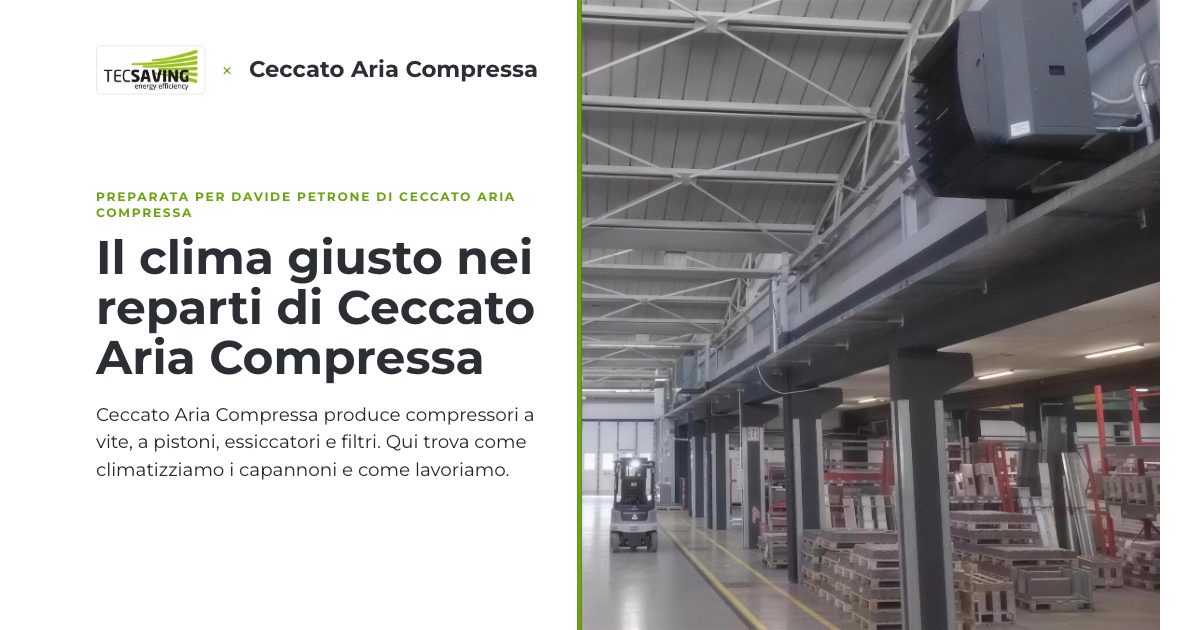 TECSAVING
energy efficiency
× Ceccato Aria Compressa
PREPARATA PER DAVIDE PETRONE DI CECCATO ARIA
COMPRESSA
Il clima giusto nei
reparti di Ceccato
Aria Compressa
Ceccato Aria Compressa produce compressori a
vite, a pistoni, essiccatori e filtri. Qui trova come
climatizziamo i capannoni e come lavoriamo.